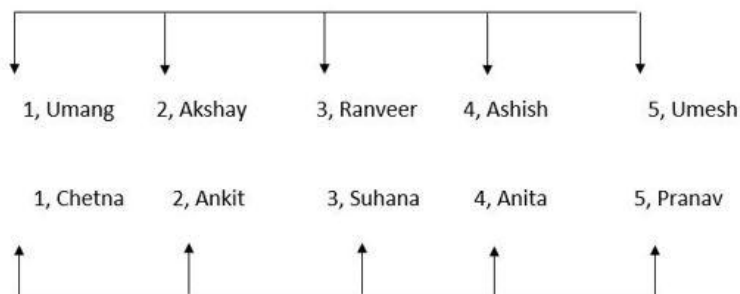 1, Umang 2, Akshay 3, Ranveer 4, Ashish 5, Umesh
1, Chetna 2, Ankit 3, Suhana 4, Anita 5, Pranav